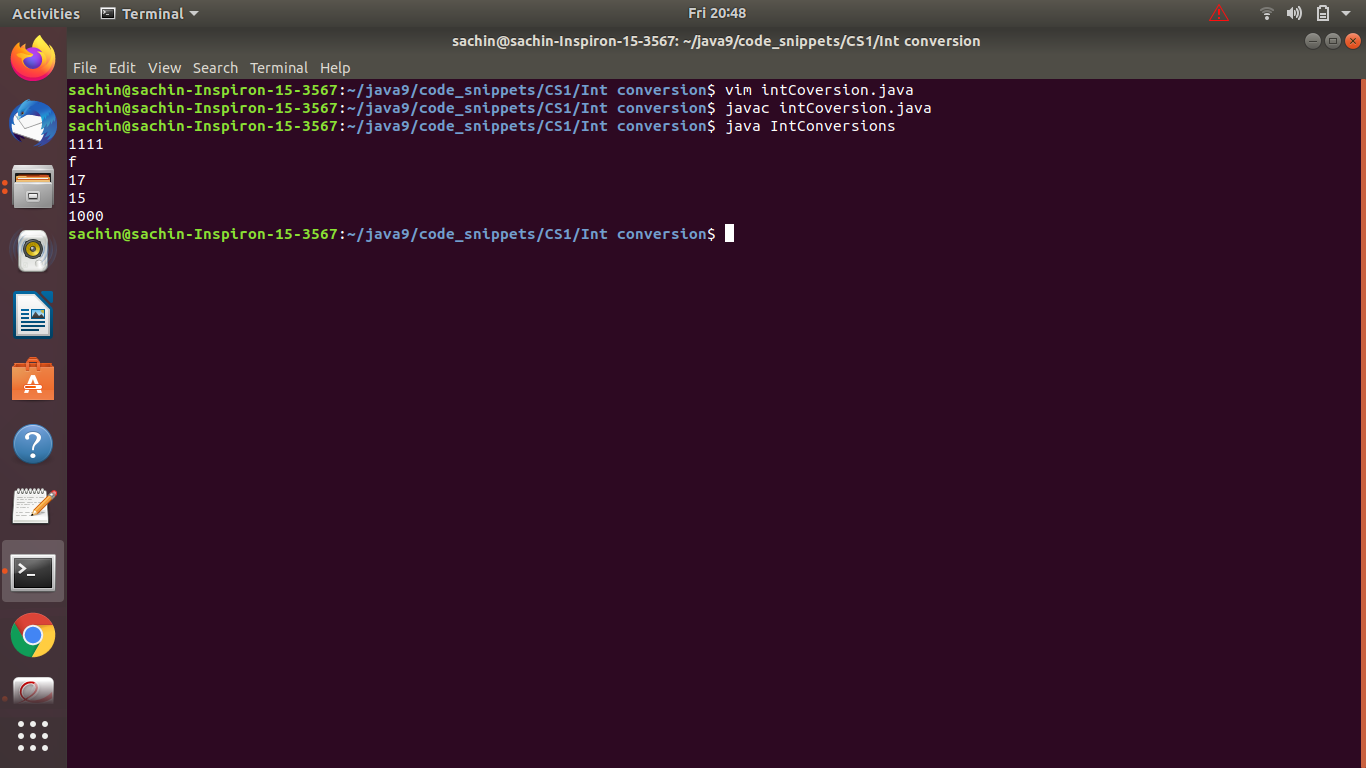 Activities Terminal Fri 20:48
sachin@sachin-Inspiron-15-3567: ~/java9/code_snippets/CS1/Int conversion
File Edit View Search Terminal Help
sachin@sachin-Inspiron-15-3567:~/java9/code_snippets/CS1/Int conversion$ vim intCoversion.java
sachin@sachin-Inspiron-15-3567:~/java9/code_snippets/CS1/Int conversion$ javac intCoversion.java
sachin@sachin-Inspiron-15-3567:~/java9/code_snippets/CS1/Int conversion$ java IntConversions
1111
f
17
15
1000
sachin@sachin-Inspiron-15-3567:~/java9/code_snippets/CS1/Int conversion$